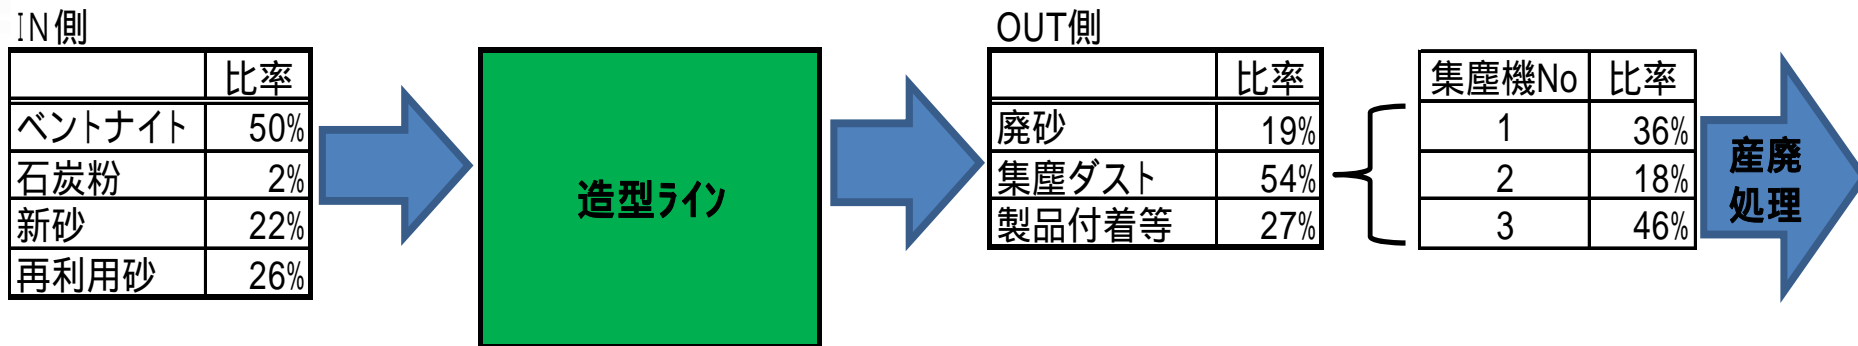 IN側
比率
ベントナイト 50%
石炭粉 2%
新砂 22%
再利用砂 26%
造型ﾗｲﾝ
OUT側
比率
廃砂 19%
集塵ダスト 54%
製品付着等 27%
集塵機No 比率
1 36%
2 18%
3 46%
産廃
処理